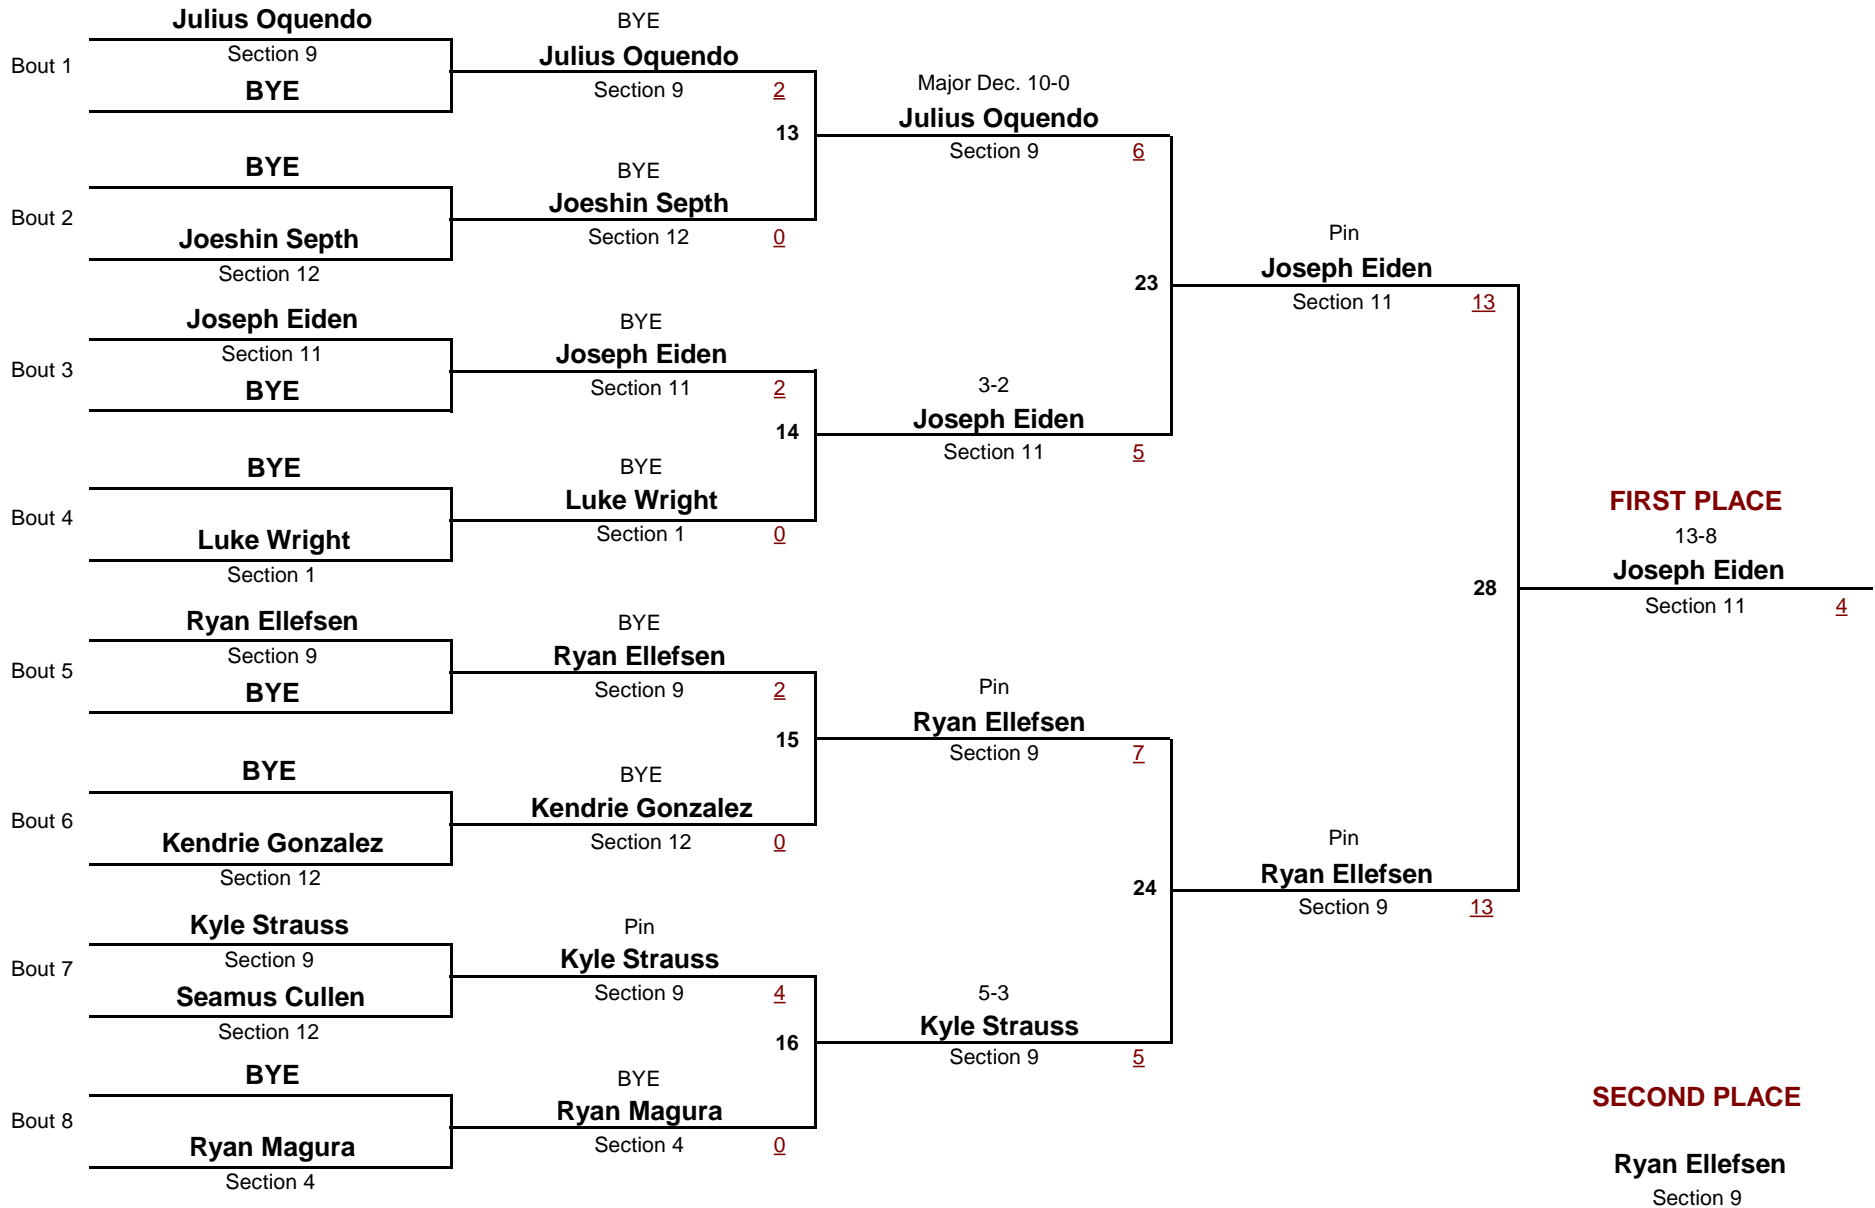 Julius Oquendo
Bout 1
Section 9
BYE
BYE
Bout 2
Joeshin Septh
Section 12
Joseph Eiden
Section 11
Bout 3
BYE
BYE
Bout 4
Luke Wright
Section 1
Ryan Ellefsen
Section 9
Bout 5
BYE
BYE
Bout 6
Kendrie Gonzalez
Section 12
Kyle Strauss
Section 9
Bout 7
Seamus Cullen
Section 12
BYE
Bout 8
Ryan Magura
Section 4
BYE
Julius Oquendo
Section 9 2
13
BYE
Joeshin Septh
Section 12 0
BYE
Joseph Eiden
Section 11 2
14
BYE
Luke Wright
Section 1 0
BYE
Ryan Ellefsen
Section 9 2
15
BYE
Kendrie Gonzalez
Section 12 0
Pin
Kyle Strauss
Section 9 4
16
BYE
Ryan Magura
Section 4 0
Major Dec. 10-0
Julius Oquendo
Section 9 6
23
3-2
Joseph Eiden
Section 11 5
Pin
Ryan Ellefsen
Section 9 7
24
5-3
Kyle Strauss
Section 9 5
Pin
Joseph Eiden
Section 11 13
28
Pin
Ryan Ellefsen
Section 9 13
FIRST PLACE
13-8
Joseph Eiden
Section 11 4
SECOND PLACE
Ryan Ellefsen
Section 9